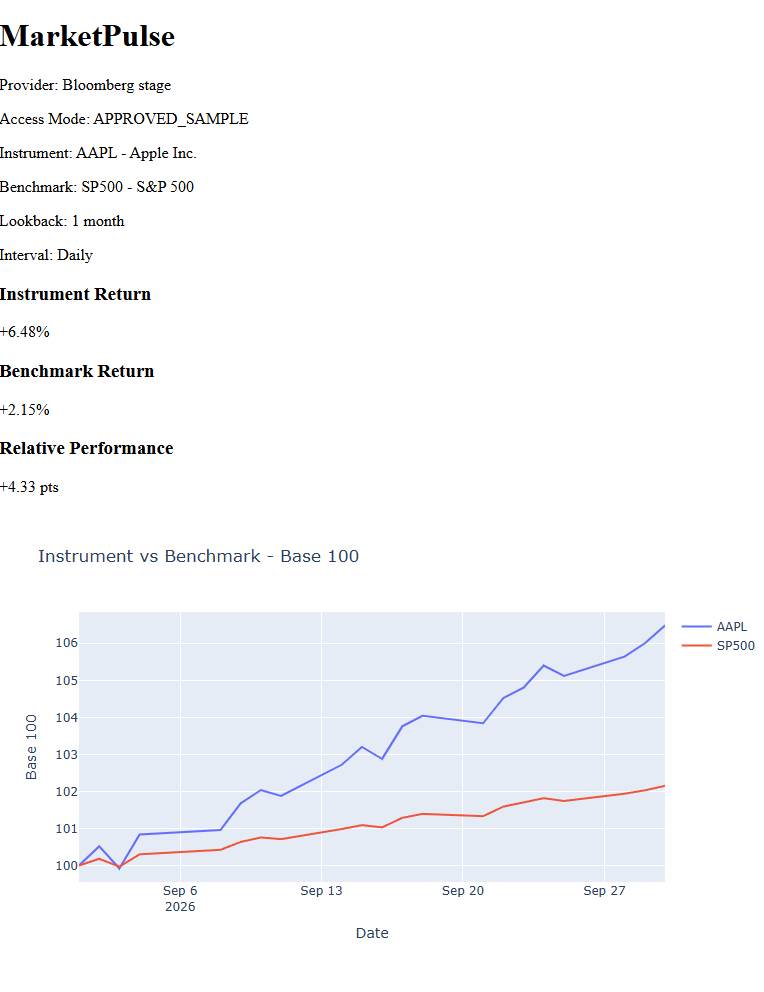 MarketPulse
Provider: Bloomberg stage
Access Mode: APPROVED_SAMPLE
Instrument: AAPL - Apple Inc.
Benchmark: SP500 - S&P 500
Lookback: 1 month
Interval: Daily
Instrument Return
+6.48%
Benchmark Return
+2.15%
Relative Performance
+4.33 pts
Instrument vs Benchmark - Base 100
AAPL
SP500
106
105
104
103
102
101
100
Base 100
Sep 6
2026
Sep 13
Sep 20
Sep 27
Date